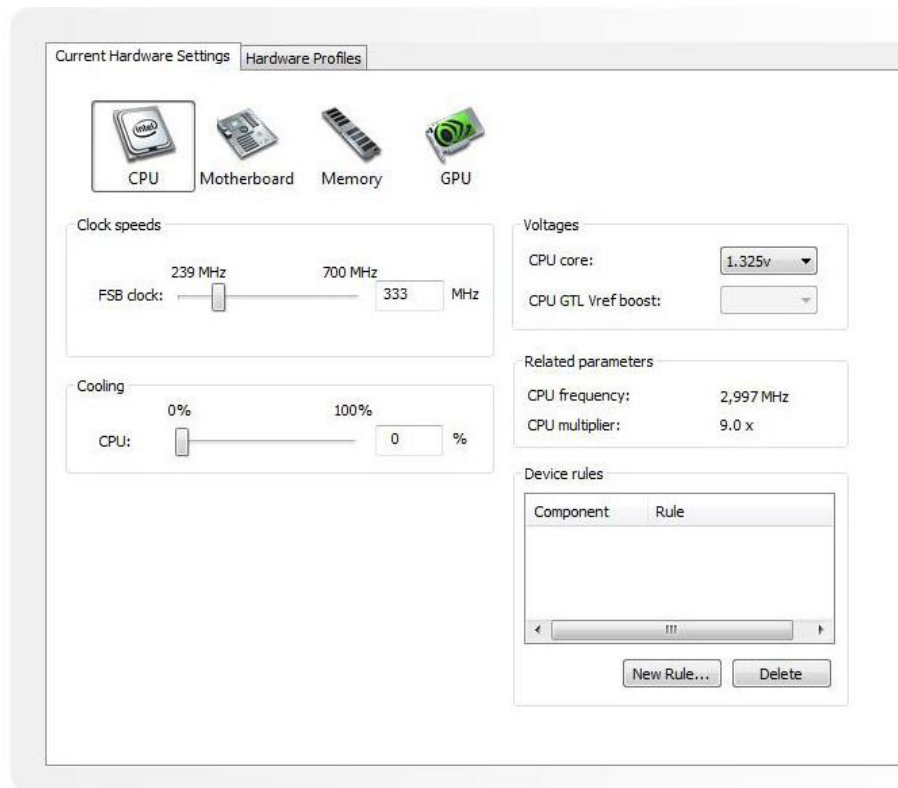 Current Hardware Settings
Hardware Profiles
intel
CPU
Motherboard
Memory
GPU
Clock speeds
239 MHz
700 MHz
FSB clock:
333
MHz
Cooling
0%
100%
CPU:
0
%
Voltages
CPU core:
1.325v
CPU GTL Vref boost:
Related parameters
CPU frequency:
2,997 MHz
CPU multiplier:
9.0 x
Device rules
Component
Rule
New Rule...
Delete